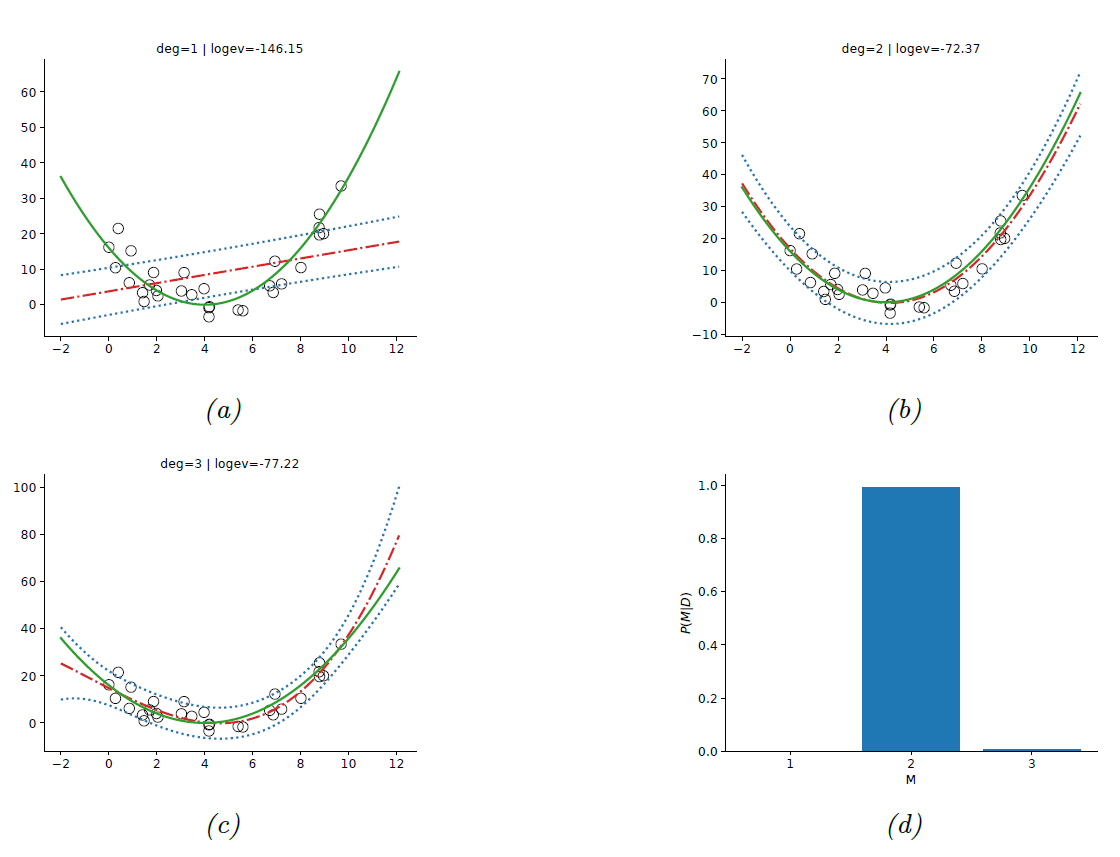 deg=1 | logev=-146.15
60
50
40
30
20
10
0
−2 0 2 4 6 8 10 12
(a)
deg=2 | logev=-72.37
70
60
50
40
30
20
10
0
−10
−2 0 2 4 6 8 10 12
(b)
deg=3 | logev=-77.22
100
80
60
40
20
0
−2 0 2 4 6 8 10 12
(c)
1.0
0.8
0.6
0.4
0.2
0.0
P(M|D)
1 2 3
M
(d)